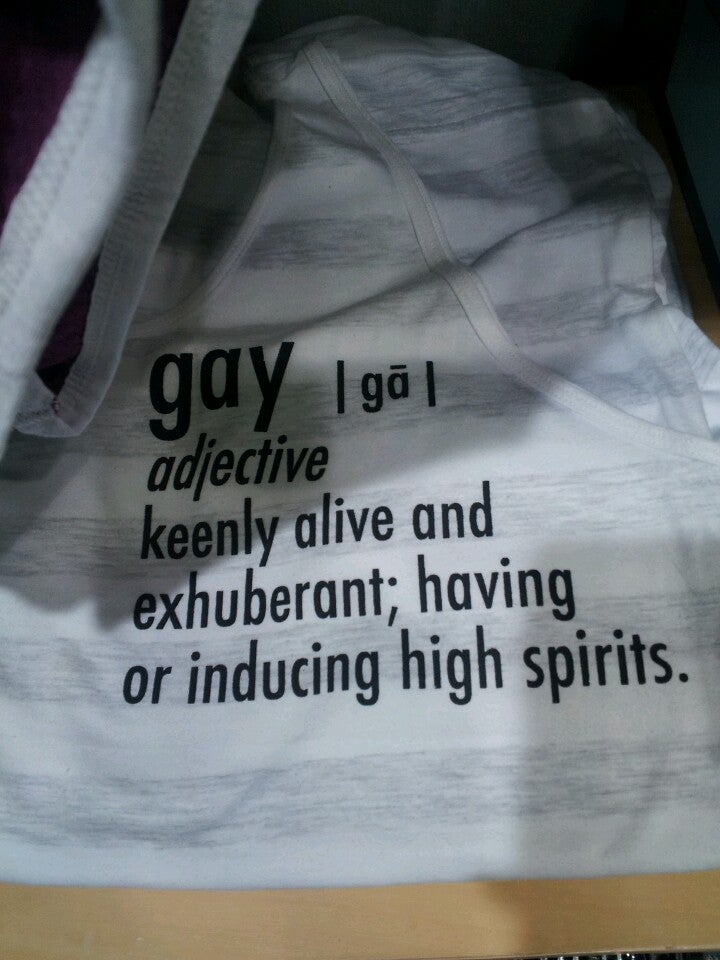 gay |gā|
adjective
keenly alive and
exhuberant; having
or inducing high spirits.